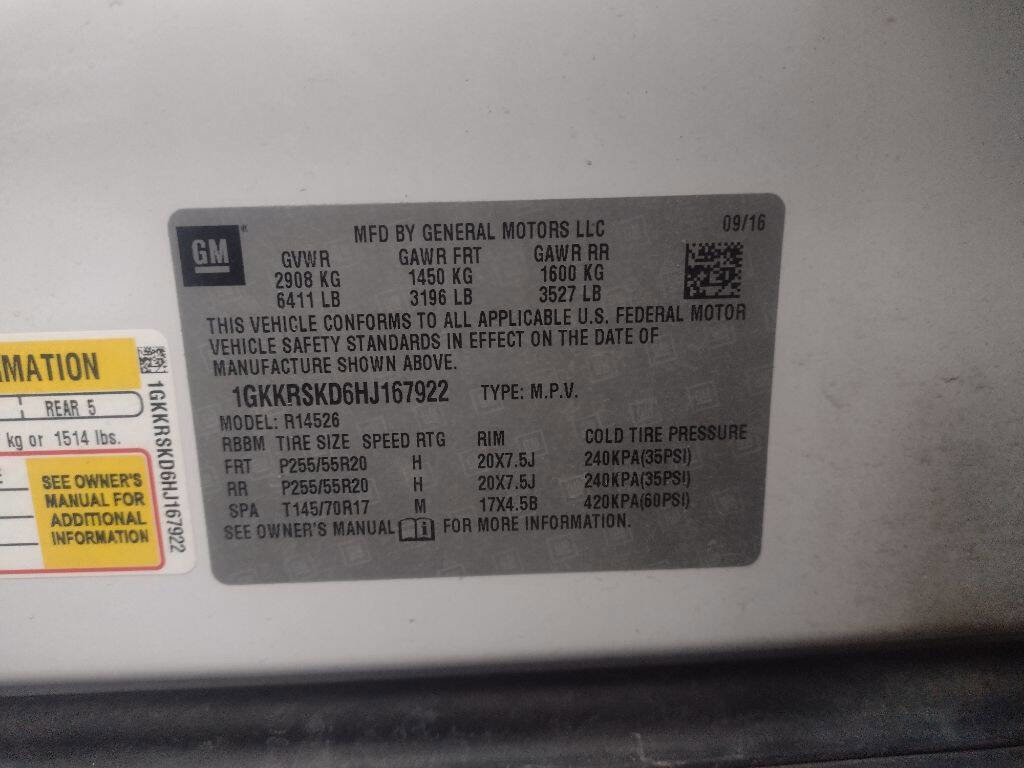 GM
MFD BY GENERAL MOTORS LLC 09/16
GVWR GAWR FRT GAWR RR
2908 KG 1450 KG 1600 KG
6411 LB 3196 LB 3527 LB
THIS VEHICLE CONFORMS TO ALL APPLICABLE U.S. FEDERAL MOTOR
VEHICLE SAFETY STANDARDS IN EFFECT ON THE DATE OF
MANUFACTURE SHOWN ABOVE.
1GKKRSKD6HJ167922 TYPE: M.P.V.
MODEL: R14526
RBBM TIRE SIZE SPEED RTG RIM COLD TIRE PRESSURE
FRT P255/55R20 H 20X7.5J 240KPA(35PSI)
RR P255/55R20 H 20X7.5J 240KPA(35PSI)
SPA T145/70R17 M 17X4.5B 420KPA(60PSI)
SEE OWNER'S MANUAL FOR MORE INFORMATION.
REAR 5
kg or 1514 lbs.
SEE OWNER'S
MANUAL FOR
ADDITIONAL
INFORMATION
1GKKRSKD6HJ167922